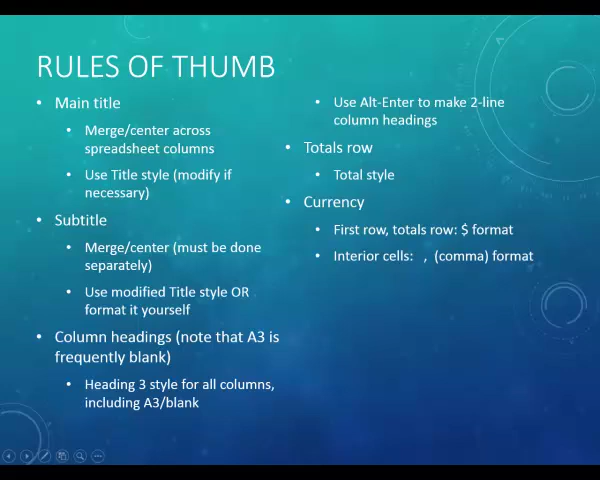 RULES OF THUMB
• Main title
• Merge/center across
spreadsheet columns
• Use Title style (modify if
necessary)
• Subtitle
• Merge/center (must be done
separately)
• Use modified Title style OR
format it yourself
• Column headings (note that A3 is
frequently blank)
• Heading 3 style for all columns,
including A3/blank
• Use Alt-Enter to make 2-line
column headings
• Totals row
• Total style
• Currency
• First row, totals row: $ format
• Interior cells: , (comma) format